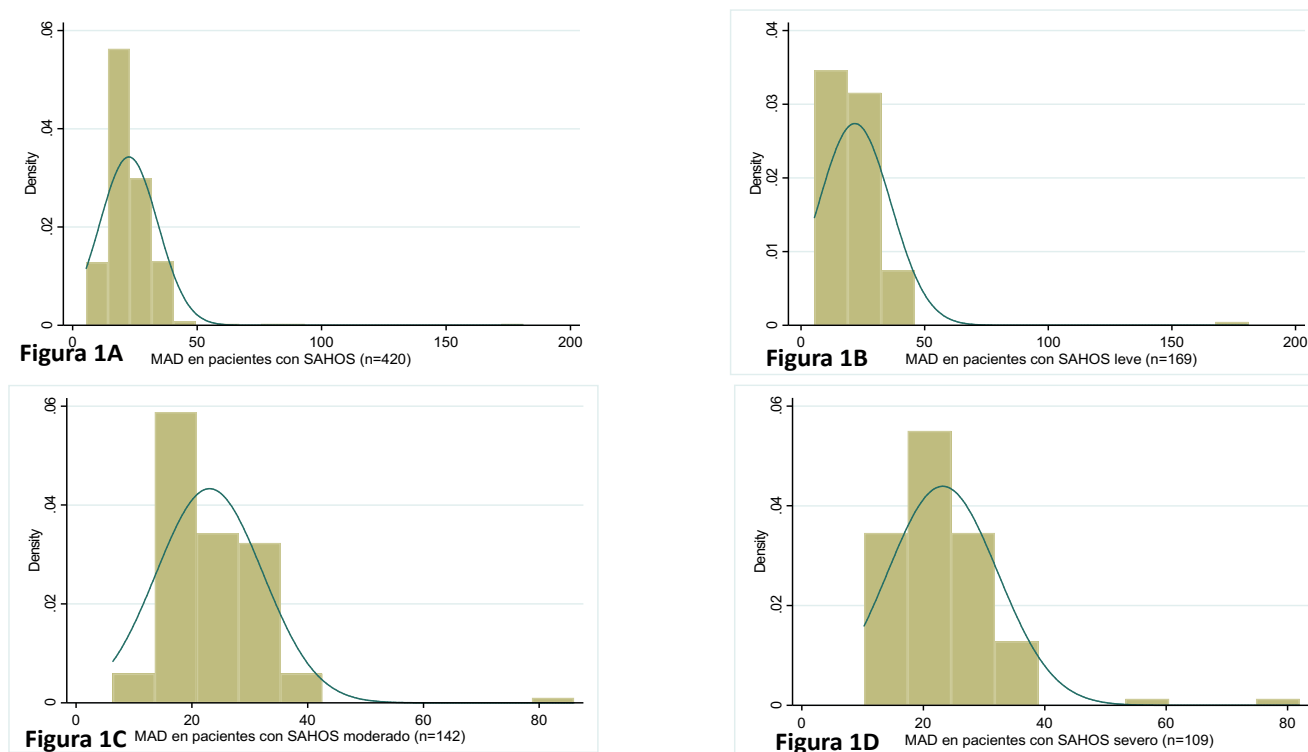 .06
.04
.02
0
Density
0 50 100 150 200
Figura 1A
MAD en pacientes con SAHOS (n=420)
.04
.03
.02
.01
0
Density
0 50 100 150 200
Figura 1B
MAD en pacientes con SAHOS leve (n=169)
.06
.04
.02
0
Density
0 20 40 60 80
Figura 1C
MAD en pacientes con SAHOS moderado (n=142)
.06
.04
.02
0
Density
0 20 40 60 80
Figura 1D
MAD en pacientes con SAHOS severo (n=109)